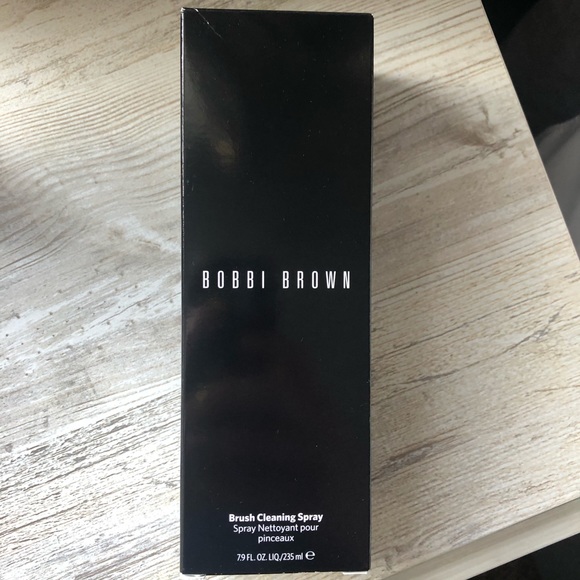 BOBBI BROWN
Brush Cleaning Spray
Spray Nettoyant pour
pinceaux
7.9 FL. OZ. LIQ./235 ml ℮